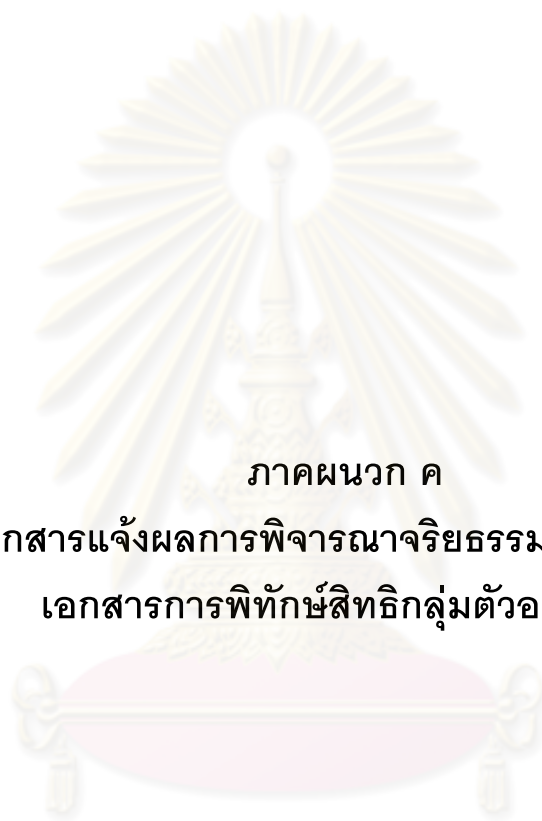 ภาคผนวก ค
กสารแจ้งผลการพิจารณาจริยธรรม
เอกสารการพิทักษ์สิทธิกลุ่มตัวอ